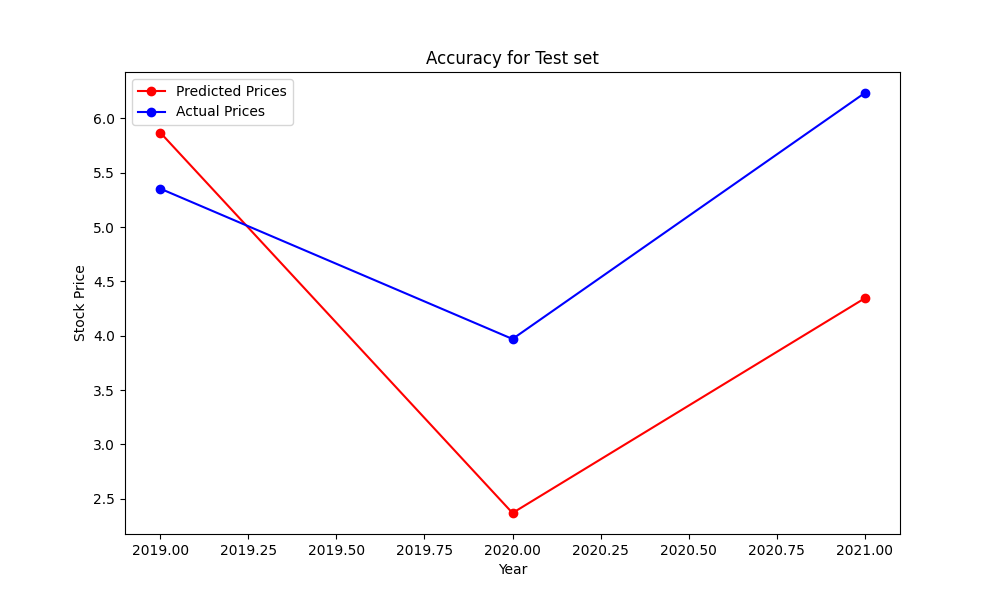 Accuracy for Test set
Predicted Prices
Actual Prices
Stock Price
6.0
5.5
5.0
4.5
4.0
3.5
3.0
2.5
2019.00 2019.25 2019.50 2019.75 2020.00 2020.25 2020.50 2020.75 2021.00
Year